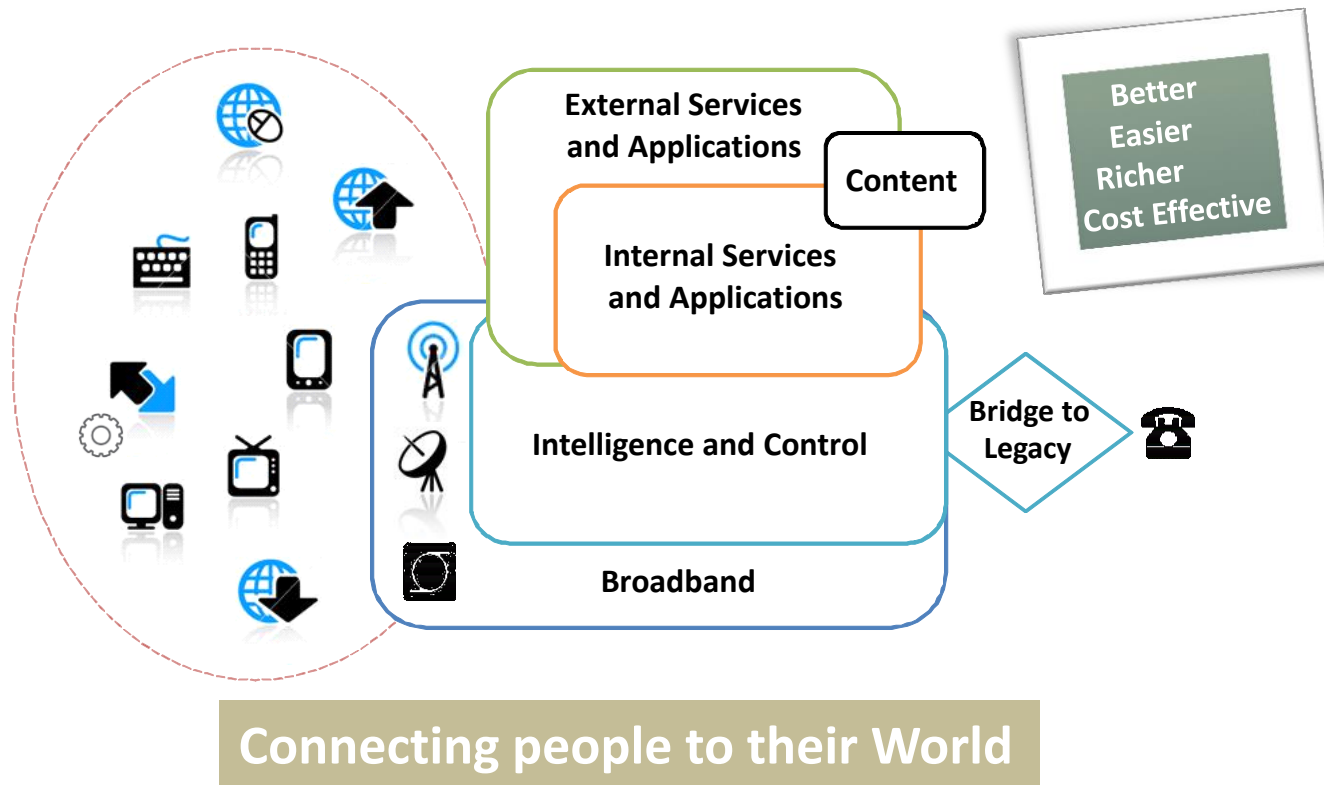 External Services
and Applications
Content
Internal Services
and Applications
Better
Easier
Richer
Cost Effective
Intelligence and Control
Bridge to
Legacy
Broadband
Connecting people to their World